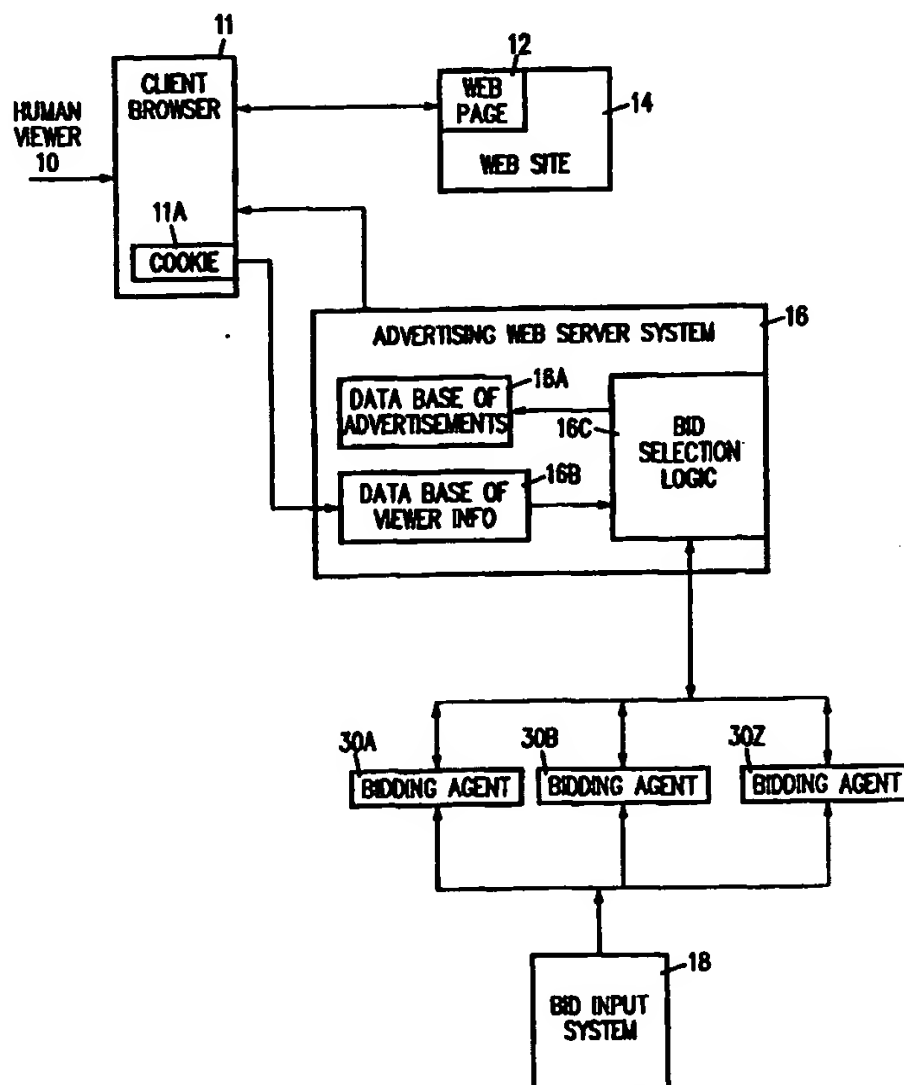 11
CLIENT
BROWSER
12
WEB
PAGE
14
WEB SITE
HUMAN
VIEWER
10
11A
COOKIE
16
ADVERTISING WEB SERVER SYSTEM
16A
DATA BASE OF
ADVERTISEMENTS
16C
BID
SELECTION
LOGIC
16B
DATA BASE OF
VIEWER INFO
30A
BIDDING AGENT
30B
BIDDING AGENT
30Z
BIDDING AGENT
18
BID INPUT
SYSTEM